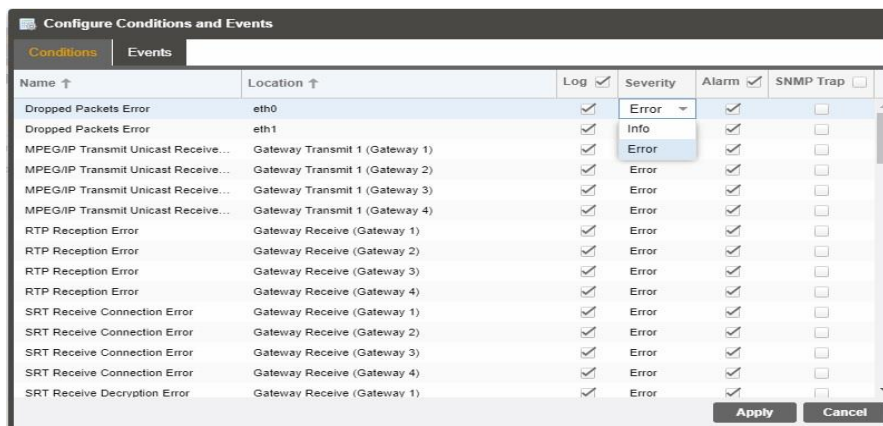 Configure Conditions and Events
Conditions Events
Name ↑ Location ↑ Log Severity Alarm SNMP Trap
Dropped Packets Error eth0 Error
Dropped Packets Error eth1 Info
MPEG/IP Transmit Unicast Receive... Gateway Transmit 1 (Gateway 1) Error
MPEG/IP Transmit Unicast Receive... Gateway Transmit 1 (Gateway 2) Error
MPEG/IP Transmit Unicast Receive... Gateway Transmit 1 (Gateway 3) Error
MPEG/IP Transmit Unicast Receive... Gateway Transmit 1 (Gateway 4) Error
RTP Reception Error Gateway Receive (Gateway 1) Error
RTP Reception Error Gateway Receive (Gateway 2) Error
RTP Reception Error Gateway Receive (Gateway 3) Error
RTP Reception Error Gateway Receive (Gateway 4) Error
SRT Receive Connection Error Gateway Receive (Gateway 1) Error
SRT Receive Connection Error Gateway Receive (Gateway 2) Error
SRT Receive Connection Error Gateway Receive (Gateway 3) Error
SRT Receive Connection Error Gateway Receive (Gateway 4) Error
SRT Receive Decryption Error Gateway Receive (Gateway 1) Error
Apply Cancel